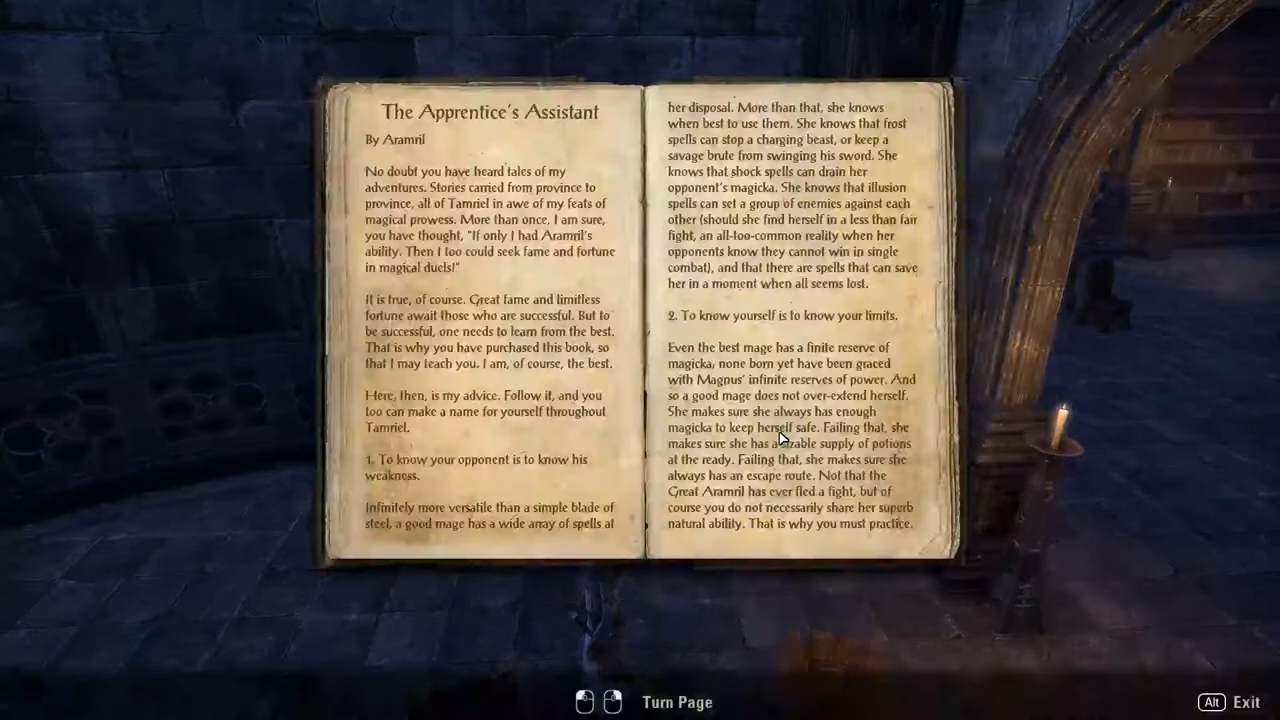 The Apprentice's Assistant
By Aramril
No doubt you have heard tales of my
adventures. Stories carried from province to
province, all of Tamriel in awe of my feats of
magical prowess. More than once, I am sure,
you have thought, "If only I had Aramril's
ability. Then I too could seek fame and fortune
in magical duels!"
It is true, of course. Great fame and limitless
fortune await those who are successful. But to
be successful, one needs to learn from the best.
That is why you have purchased this book, so
that I may teach you. I am, of course, the best.
Here, then, is my advice. Follow it, and you
too can make a name for yourself throughout
Tamriel.
1. To know your opponent is to know his
weakness.
Infinitely more versatile than a simple blade of
steel, a good mage has a wide array of spells at
her disposal. More than that, she knows
when best to use them. She knows that frost
spells can stop a charging beast, or keep a
savage brute from swinging his sword. She
knows that shock spells can drain her
opponent's magicka. She knows that illusion
spells can set a group of enemies against each
other (should she find herself in a less than fair
fight, an all-too-common reality when her
opponents know they cannot win in single
combat), and that there are spells that can save
her in a moment when all seems lost.
2. To know yourself is to know your limits.
Even the best mage has a finite reserve of
magicka; none born yet have been graced
with Magnus' infinite reserves of power. And
so a good mage does not over-extend herself.
She makes sure she always has enough
magicka to keep herself safe. Failing that, she
makes sure she has a sizable supply of potions
at the ready. Failing that, she makes sure she
always has an escape route. Not that the
Great Aramril has ever fled a fight, but of
course you do not necessarily share her superb
natural ability. That is why you must practice.
Turn Page
Alt Exit